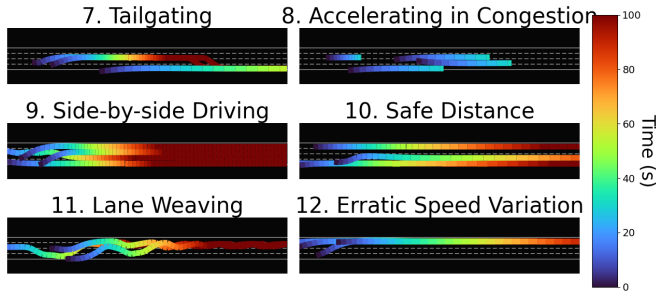 7. Tailgating
8. Accelerating in Congestion
9. Side-by-side Driving
10. Safe Distance
11. Lane Weaving
12. Erratic Speed Variation
100
80
60
40
20
0
Time (s)